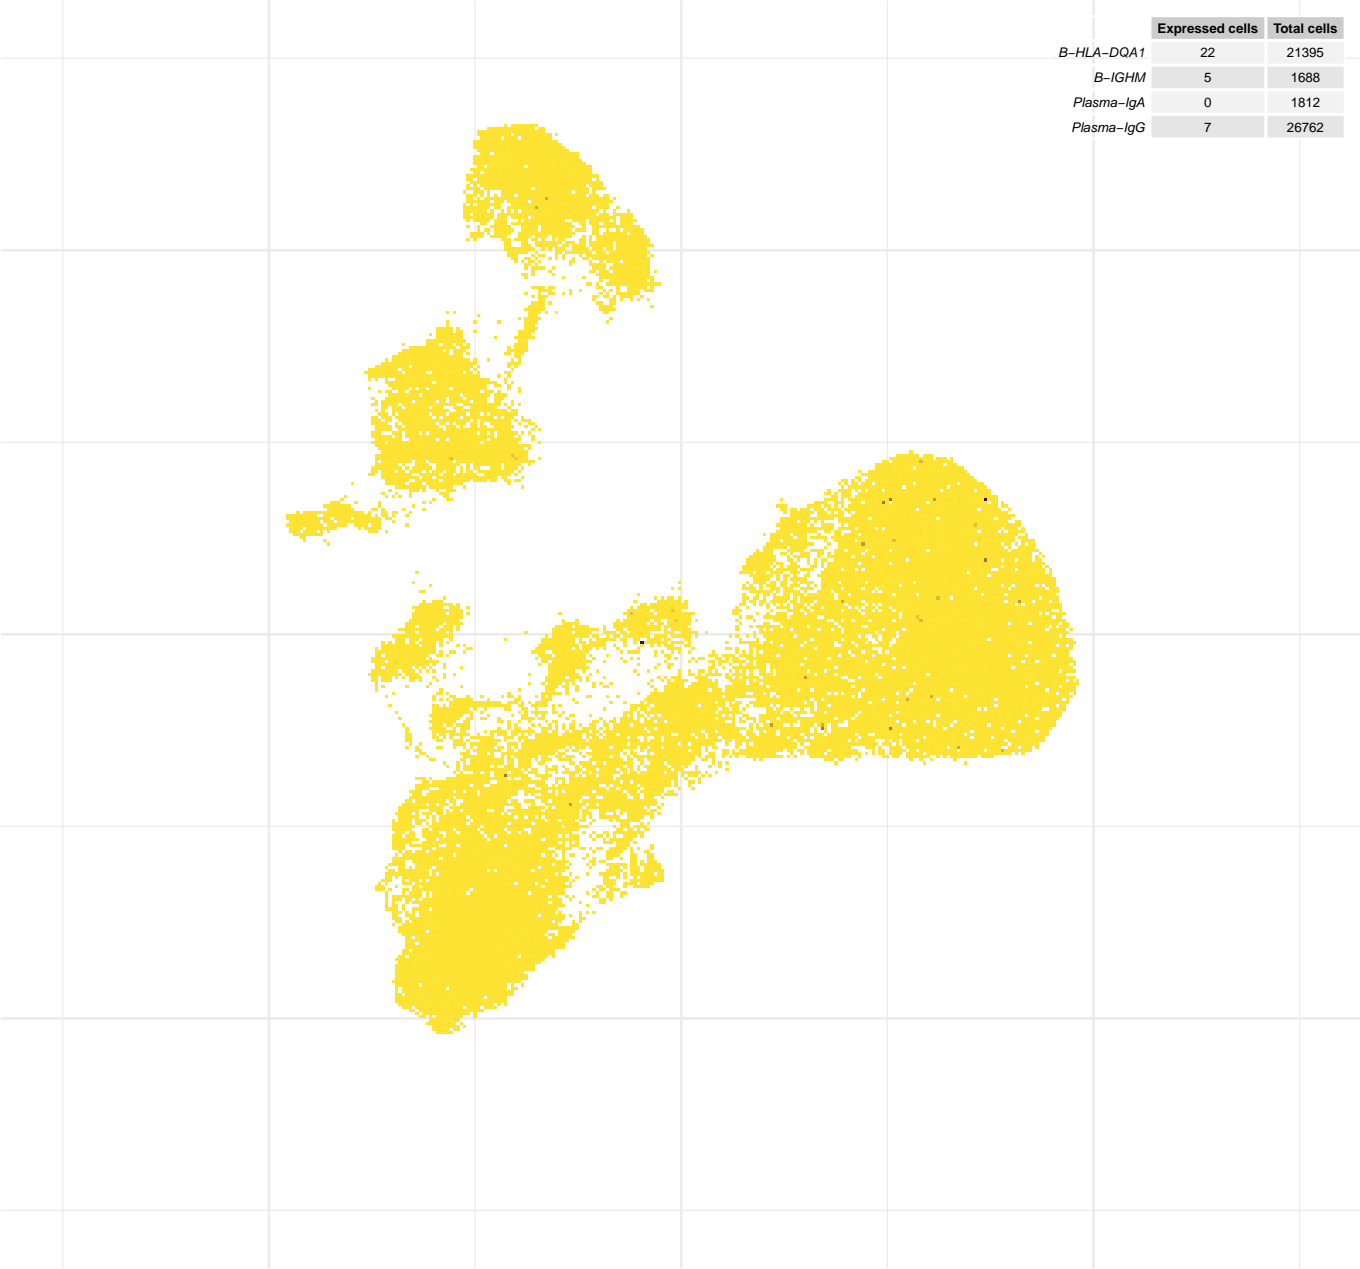 Expressed cells Total cells
B−HLA−DQA1 22 21395
B−IGHM 5 1688
Plasma−IgA 0 1812
Plasma−IgG 7 26762